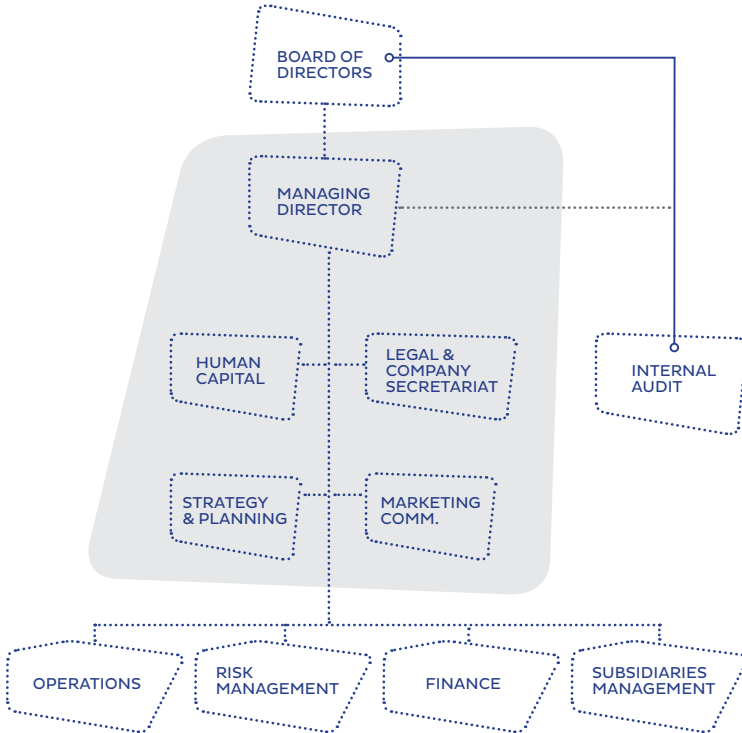 BOARD OF
DIRECTORS
MANAGING
DIRECTOR
HUMAN
CAPITAL
LEGAL &
COMPANY
SECRETARIAT
INTERNAL
AUDIT
STRATEGY
& PLANNING
MARKETING
COMM.
OPERATIONS
RISK
MANAGEMENT
FINANCE
SUBSIDIARIES
MANAGEMENT